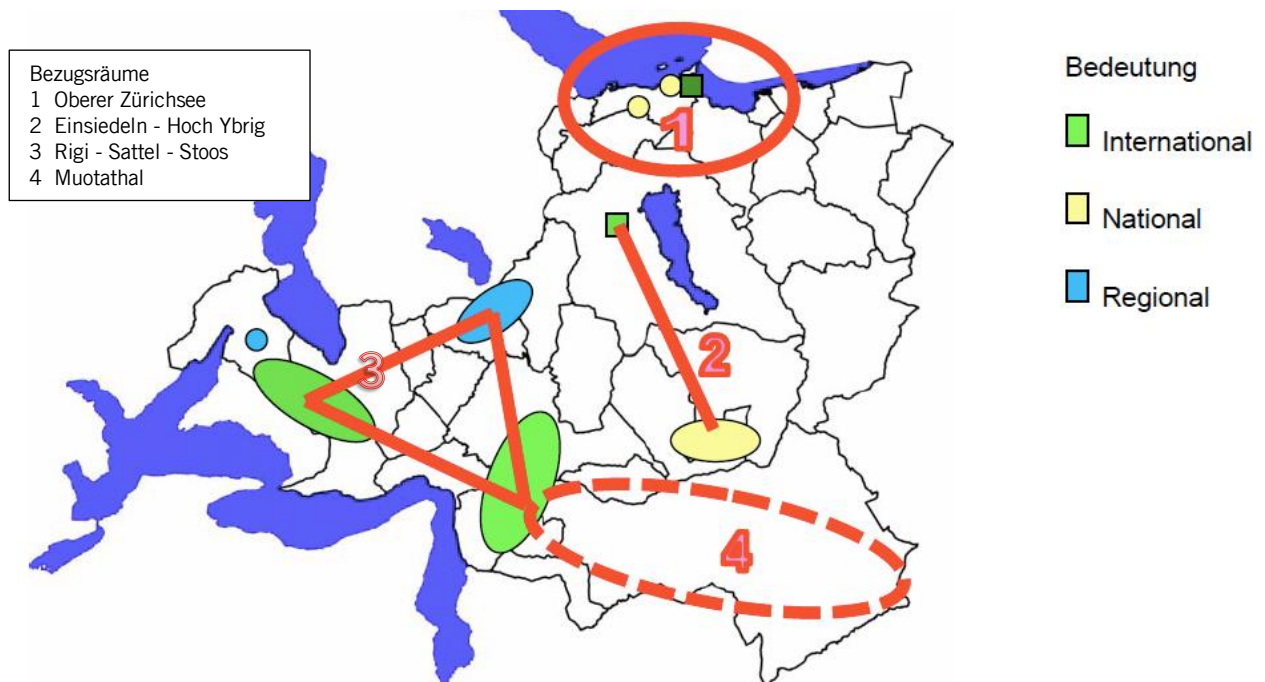 Bezugsräume
1 Oberer Zürichsee
2 Einsiedeln - Hoch Ybrig
3 Rigi - Sattel - Stoos
4 Muotathal
Bedeutung
International
National
Regional
1
2
3
4